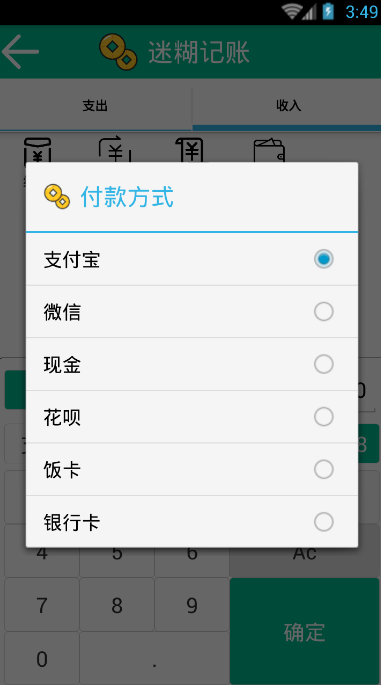 3:49
迷糊记账
支出
收入
付款方式
支付宝
微信
现金
花呗
饭卡
银行卡
4 5 6 Ac
7 8 9
确定
0 .